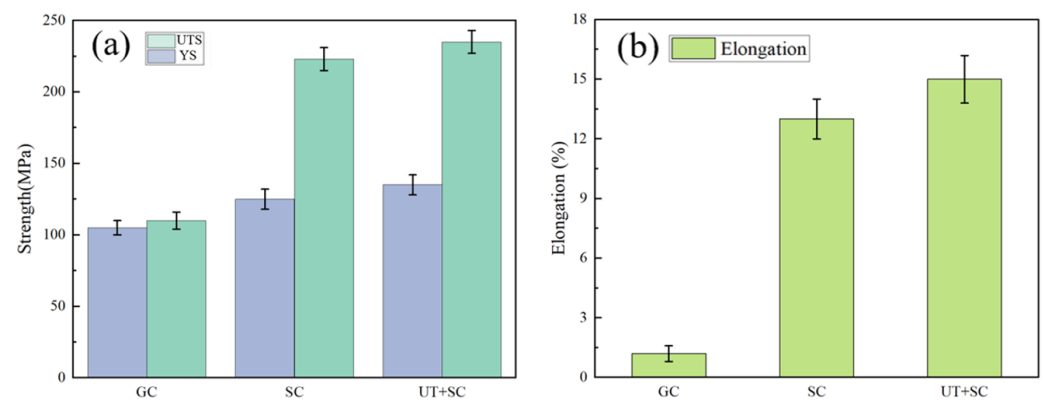 (a)
UTS
YS
Strength(MPa)
250
200
150
100
50
0
GC
SC
UT+SC
(b)
Elongation
Elongation (%)
18
15
12
9
6
3
0
GC
SC
UT+SC